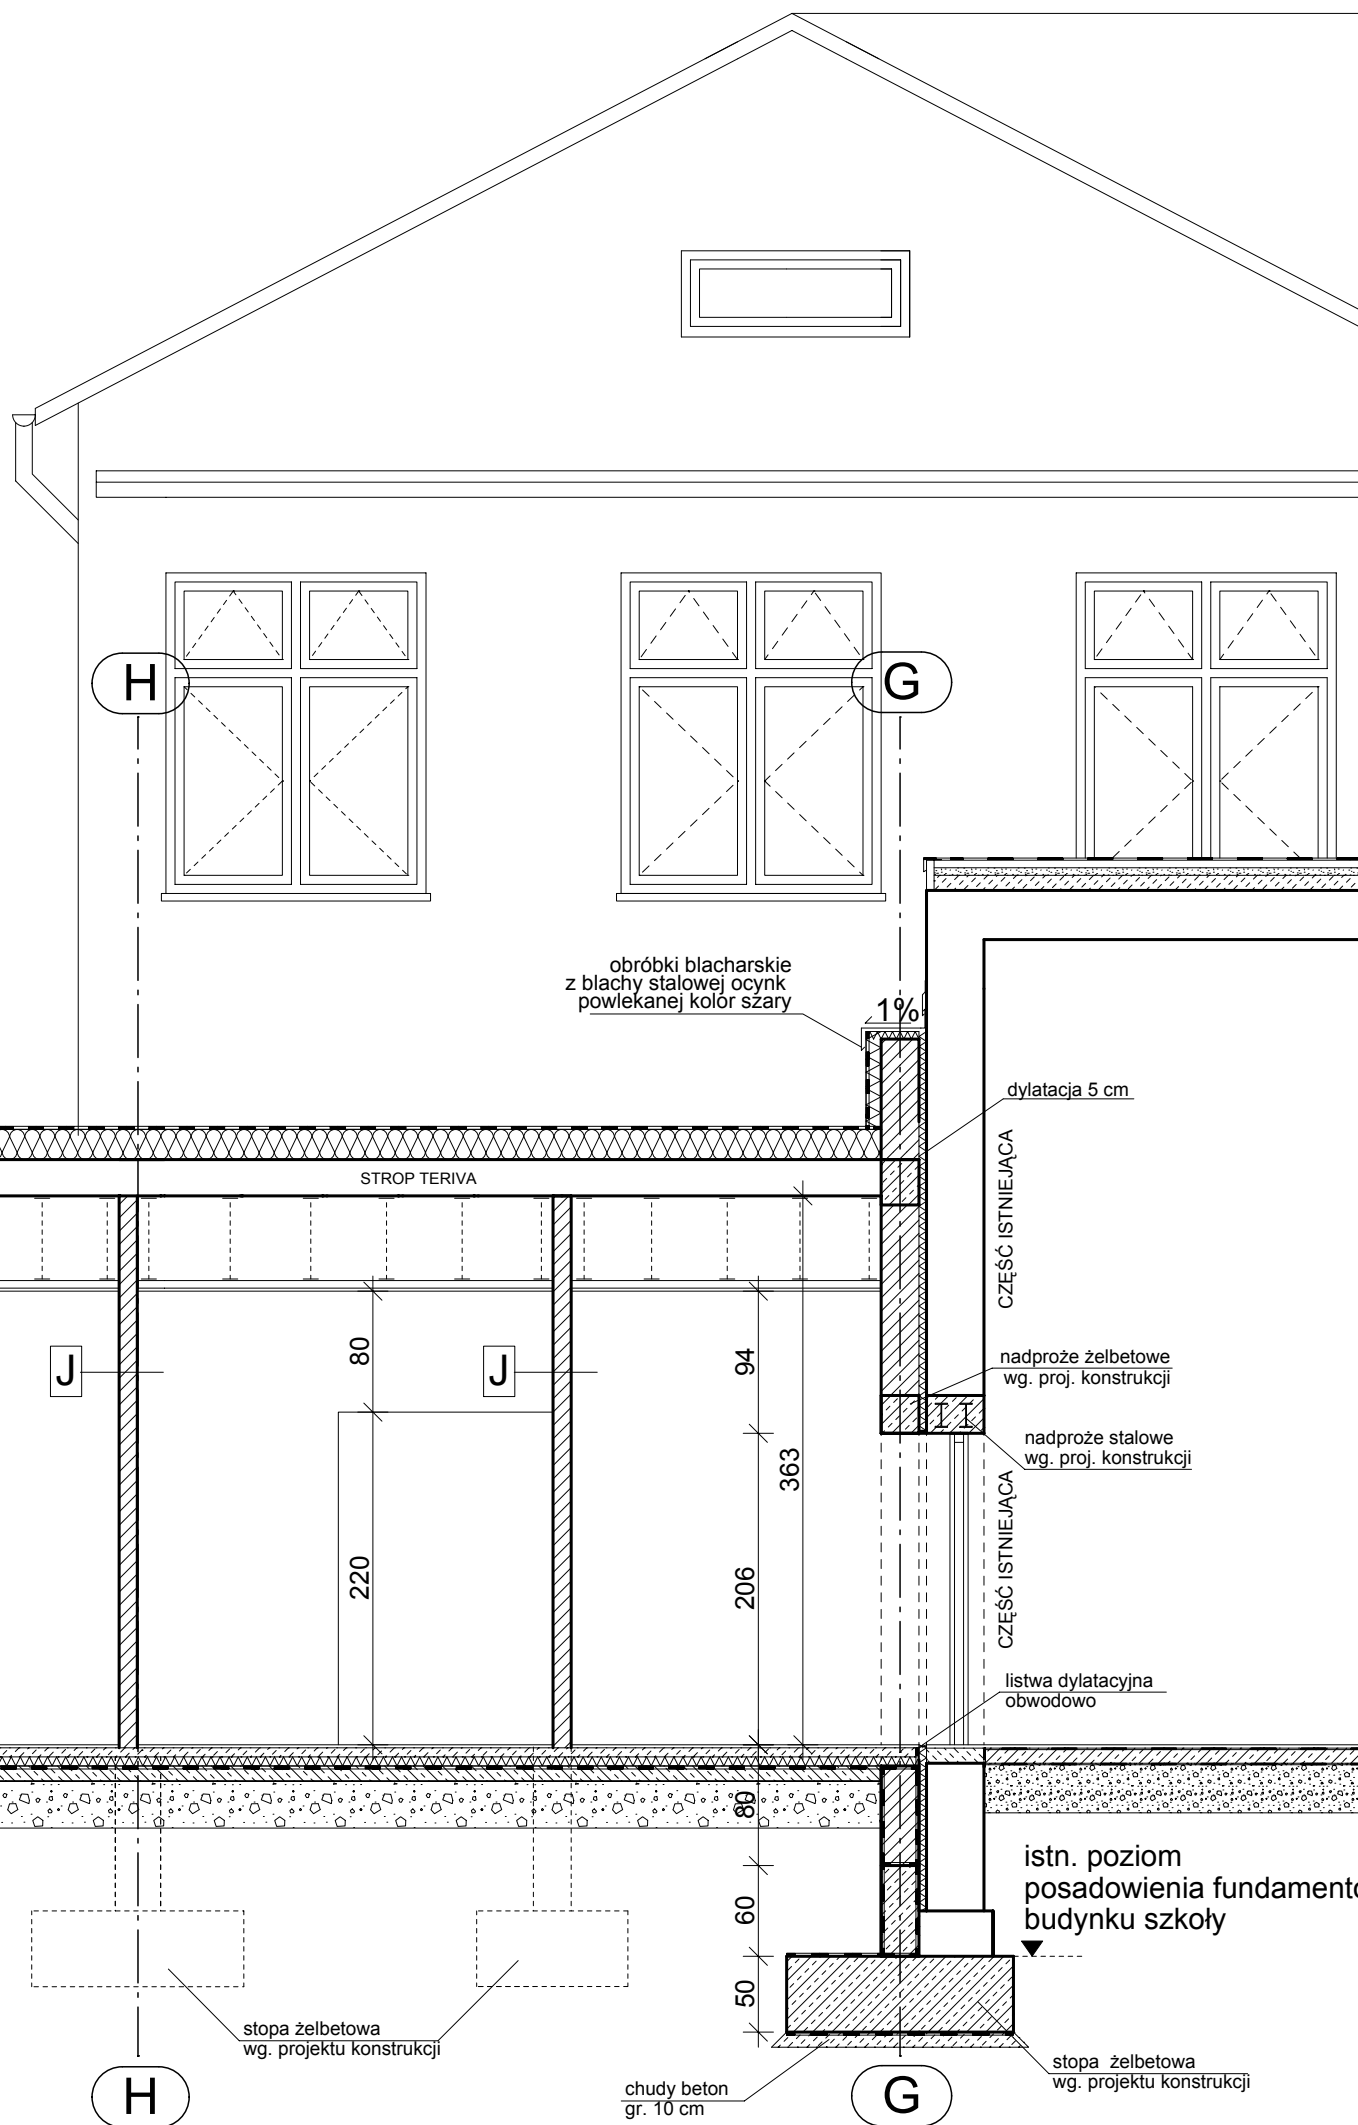 H
G
obróbki blacharskie
z blachy stalowej ocynk
powlekanej kolor szary
1%
dylatacja 5 cm
CZĘŚĆ ISTNIEJĄCA
STROP TERIVA
J
80
J
94
363
nadproże żelbetowe
wg. proj. konstrukcji
nadproże stalowe
wg. proj. konstrukcji
CZĘŚĆ ISTNIEJĄCA
220
206
listwa dylatacyjna
obwodowo
80
60
50
istn. poziom
posadowienia fundamento
budynku szkoły
stopa żelbetowa
wg. projektu konstrukcji
stopa żelbetowa
wg. projektu konstrukcji
chudy beton
gr. 10 cm
H
G